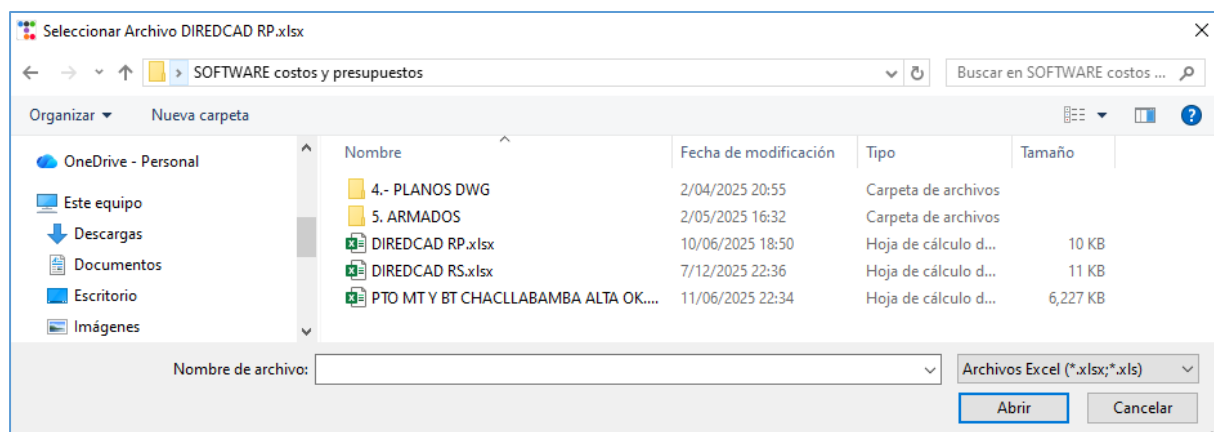 Seleccionar Archivo DIREDCAD RP.xlsx
SOFTWARE costos y presupuestos
Buscar en SOFTWARE costos ...
Organizar
Nueva carpeta
OneDrive - Personal
Este equipo
Descargas
Documentos
Escritorio
Imágenes
Nombre Fecha de modificación Tipo Tamaño
4.- PLANOS DWG 2/04/2025 20:55 Carpeta de archivos
5. ARMADOS 2/05/2025 16:32 Carpeta de archivos
DIREDCAD RP.xlsx 10/06/2025 18:50 Hoja de cálculo d... 10 KB
DIREDCAD RS.xlsx 7/12/2025 22:36 Hoja de cálculo d... 11 KB
PTO MT Y BT CHACLLABAMBA ALTA OK.... 11/06/2025 22:34 Hoja de cálculo d... 6,227 KB
Nombre de archivo:
Archivos Excel (*.xlsx;*.xls)
Abrir
Cancelar